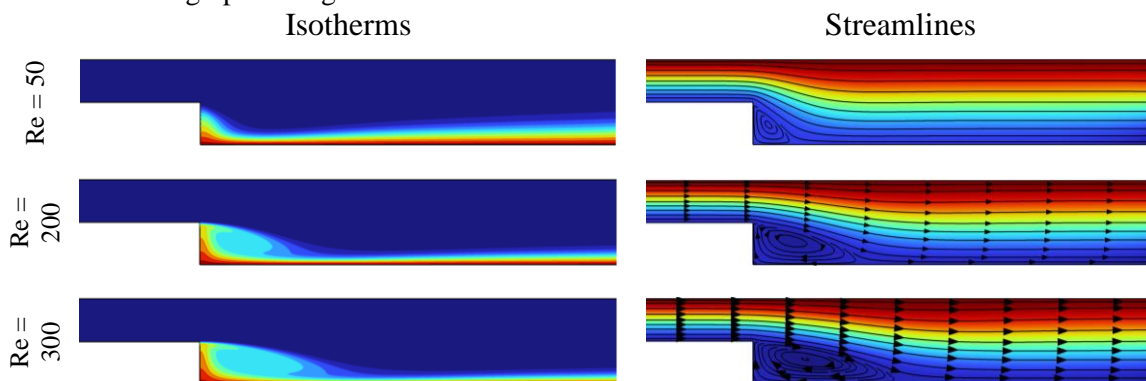 Isotherms Streamlines
Re = 50
Re =
200
Re =
300